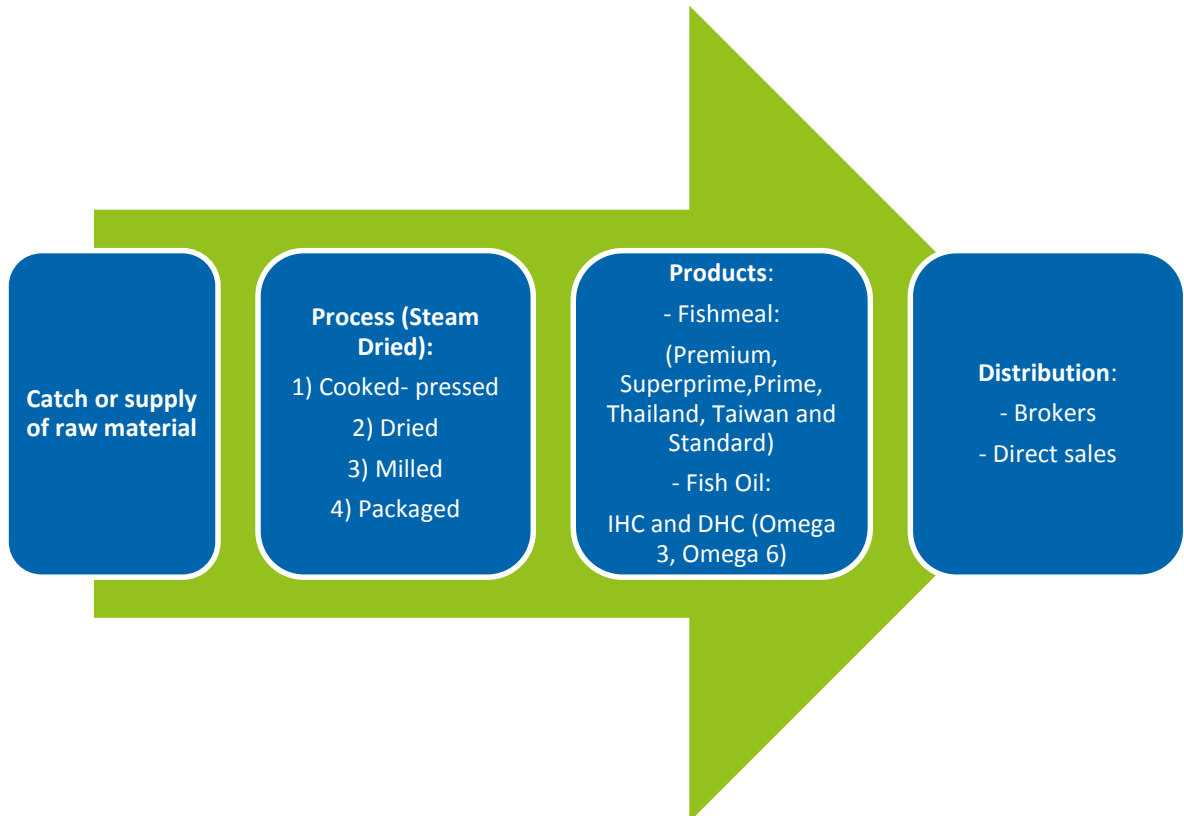 Catch or supply
of raw material
Process (Steam
Dried):
1) Cooked- pressed
2) Dried
3) Milled
4) Packaged
Products:
- Fishmeal:
(Premium,
Superprime,Prime,
Thailand, Taiwan and
Standard)
- Fish Oil:
IHC and DHC (Omega
3, Omega 6)
Distribution:
- Brokers
- Direct sales